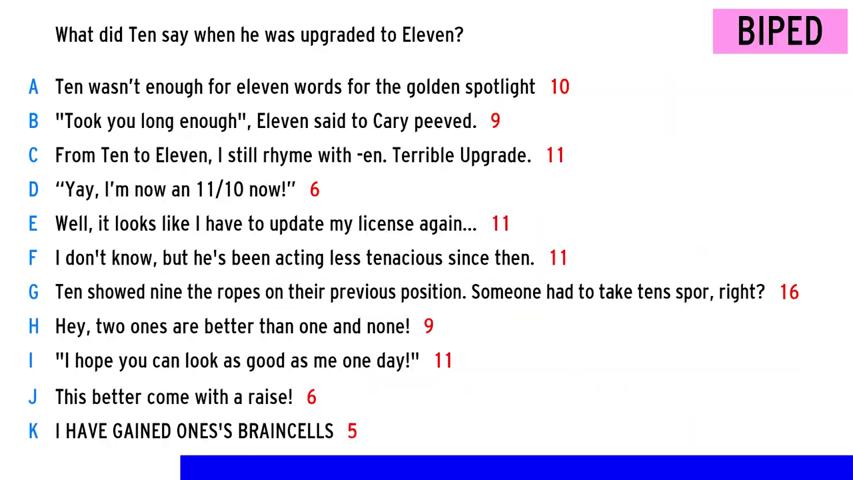 What did Ten say when he was upgraded to Eleven?
BIPED
A Ten wasn't enough for eleven words for the golden spotlight 10
B "Took you long enough", Eleven said to Cary peeved. 9
C From Ten to Eleven, I still rhyme with -en. Terrible Upgrade. 11
D “Yay, I'm now an 11/10 now!” 6
E Well, it looks like I have to update my license again... 11
F I don't know, but he's been acting less tenacious since then. 11
G Ten showed nine the ropes on their previous position. Someone had to take tens spor, right? 16
H Hey, two ones are better than one and none! 9
I "I hope you can look as good as me one day!" 11
J This better come with a raise! 6
K I HAVE GAINED ONES'S BRAINCELLS 5